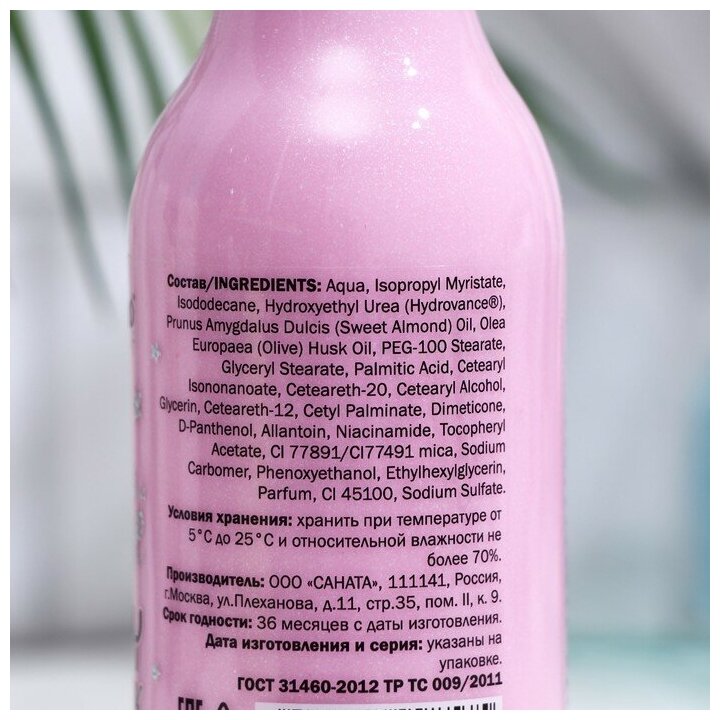 Состав/INGREDIENTS: Aqua, Isopropyl Myristate,
Isododecane, Hydroxyethyl Urea (Hydrovance®),
Prunus Amygdalus Dulcis (Sweet Almond) Oil, Olea
Europaea (Olive) Husk Oil, PEG-100 Stearate,
Glyceryl Stearate, Palmitic Acid, Cetearyl
Isononanoate, Ceteareth-20, Cetearyl Alcohol,
Glycerin, Ceteareth-12, Cetyl Palminate, Dimeticone,
D-Panthenol, Allantoin, Niacinamide, Tocopheryl
Acetate, CI 77891/CI77491 mica, Sodium
Carbomer, Phenoxyethanol, Ethylhexylglycerin,
Parfum, CI 45100, Sodium Sulfate.
Условия хранения: хранить при температуре от
5°С до 25°С и относительной влажности не
более 70%.
Производитель: ООО «САНАТА», 111141, Россия,
г.Москва, ул.Плеханова, д.11, стр.35, пом. II, к. 9.
Срок годности: 36 месяцев с даты изготовления.
Дата изготовления и серия: указаны на
упаковке.
ГОСТ 31460-2012 ТР ТС 009/2011